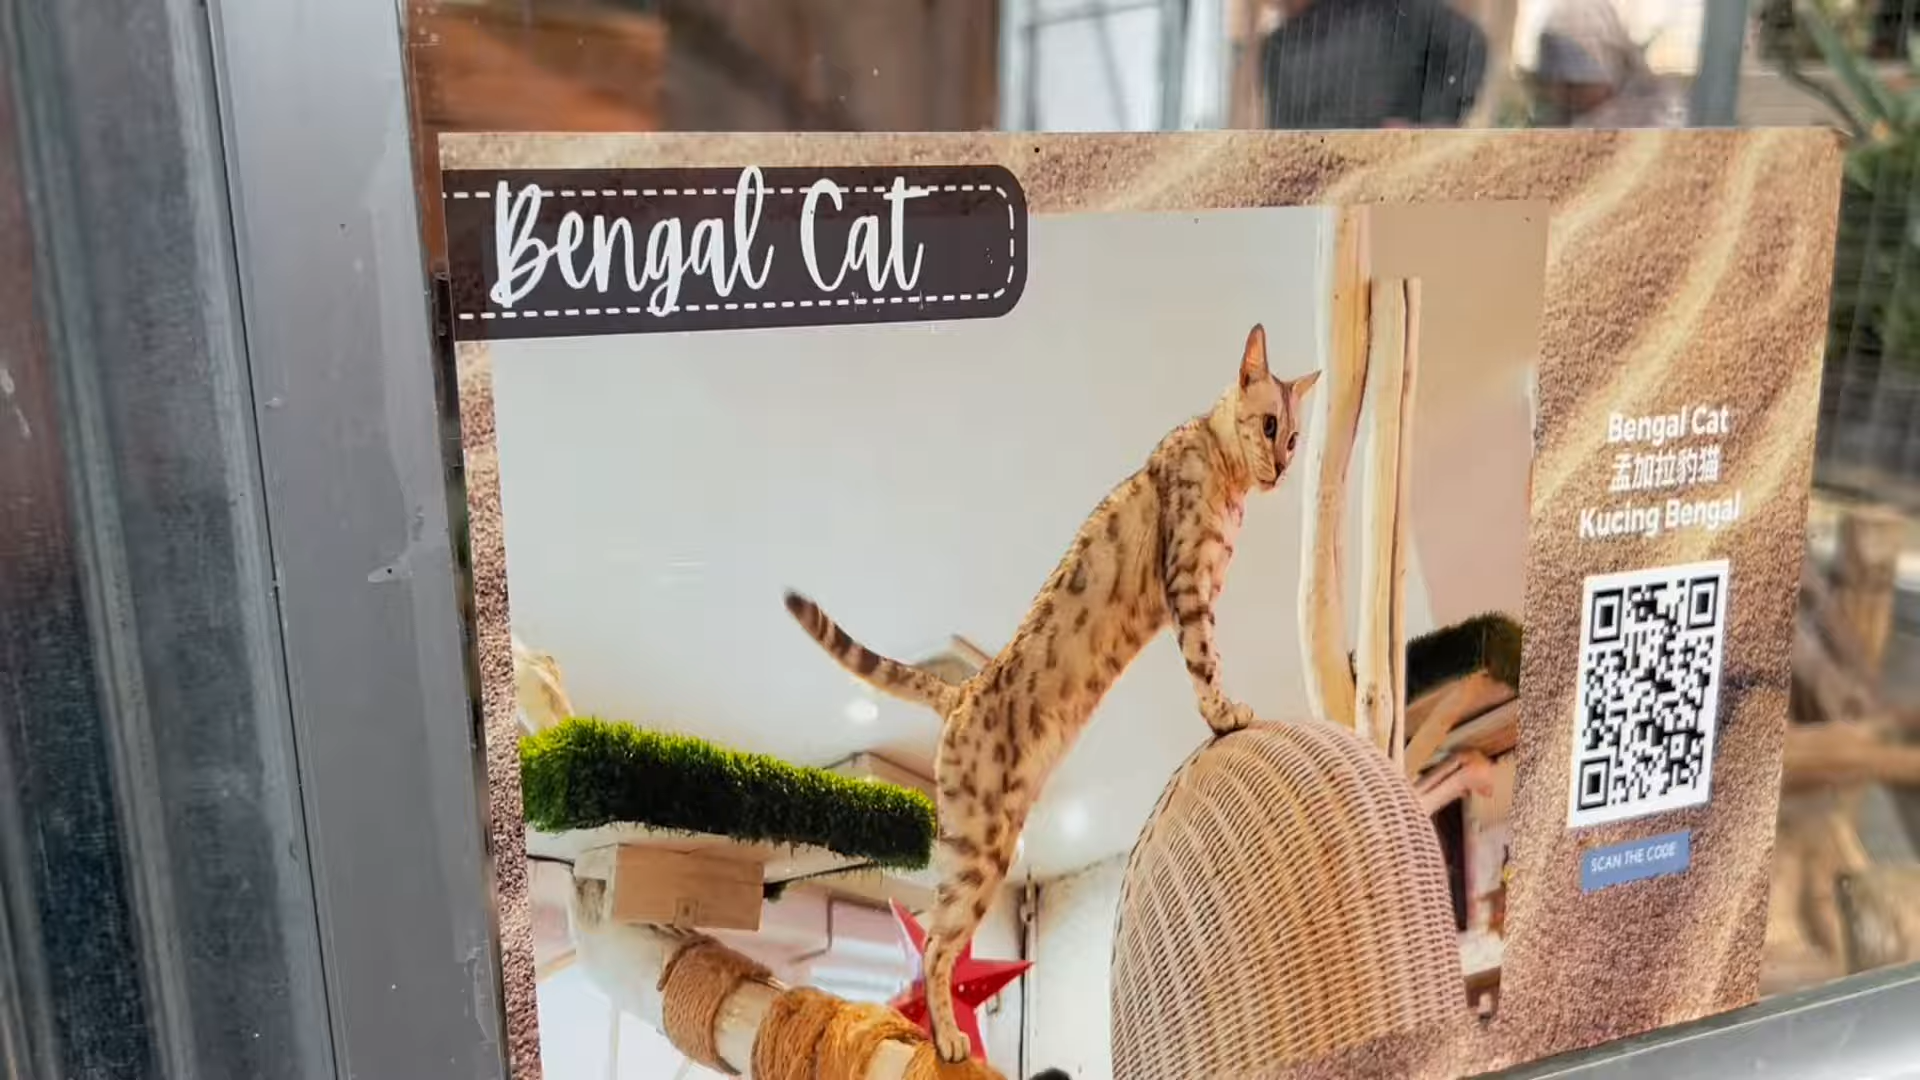 Bengal Cat
Bengal Cat
孟加拉豹猫
Kucing Bengal
SCAN THE CODE